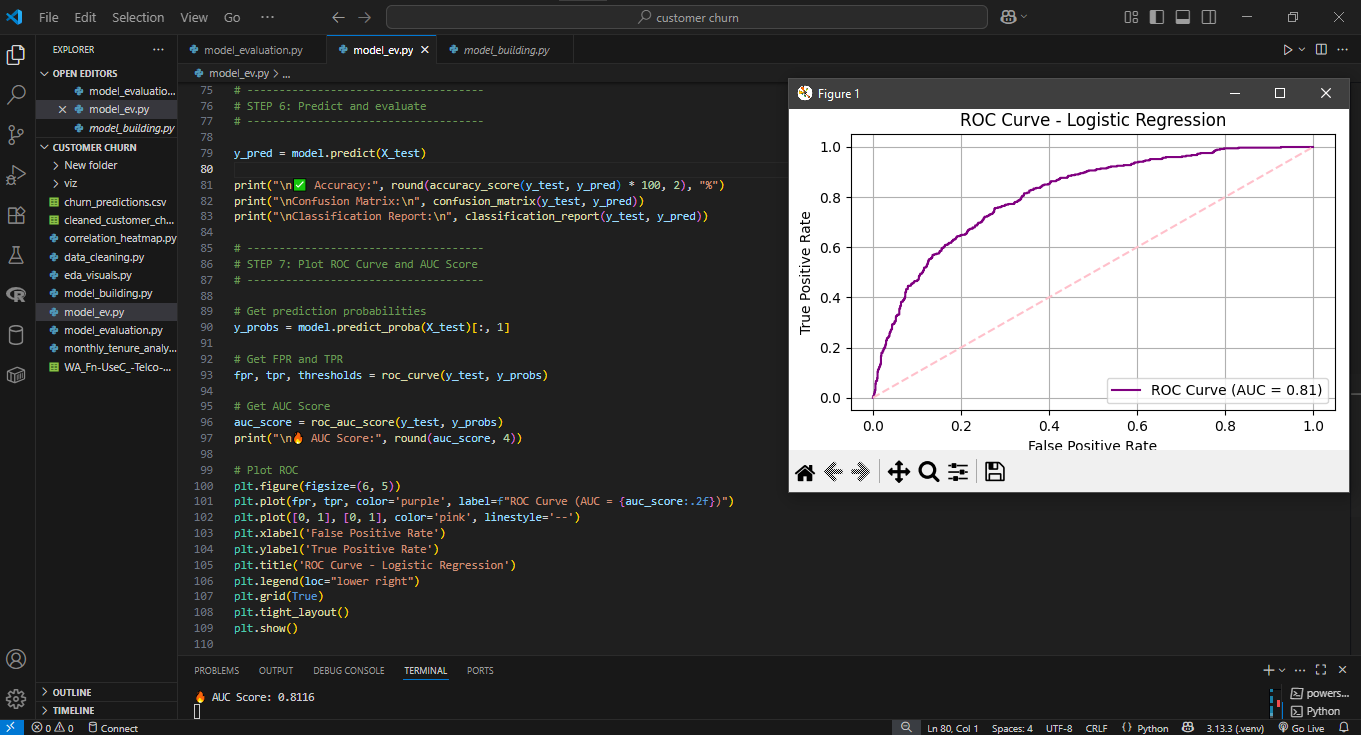 File Edit Selection View Go ···
customer churn
EXPLORER ···
OPEN EDITORS
model_evaluatio...
model_ev.py
model_building.py
CUSTOMER CHURN
New folder
viz
churn_predictions.csv
cleaned_customer_ch...
correlation_heatmap.py
data_cleaning.py
eda_visuals.py
model_building.py
model_ev.py
model_evaluation.py
monthly_tenure_analy...
WA_Fn-UseC_-Telco-...
OUTLINE
TIMELINE
model_evaluation.py model_ev.py model_building.py
model_ev.py > ...
75 # ------------------------------------
76 # STEP 6: Predict and evaluate
77 # ------------------------------------
78
79 y_pred = model.predict(X_test)
80
81 print("\n✅ Accuracy:", round(accuracy_score(y_test, y_pred) * 100, 2), "%")
82 print("\nConfusion Matrix:\n", confusion_matrix(y_test, y_pred))
83 print("\nClassification Report:\n", classification_report(y_test, y_pred))
84
85 # ------------------------------------
86 # STEP 7: Plot ROC Curve and AUC Score
87 # ------------------------------------
88
89 # Get prediction probabilities
90 y_probs = model.predict_proba(X_test)[:, 1]
91
92 # Get FPR and TPR
93 fpr, tpr, thresholds = roc_curve(y_test, y_probs)
94
95 # Get AUC Score
96 auc_score = roc_auc_score(y_test, y_probs)
97 print("\n🔥 AUC Score:", round(auc_score, 4))
98
99 # Plot ROC
100 plt.figure(figsize=(6, 5))
101 plt.plot(fpr, tpr, color='purple', label=f"ROC Curve (AUC = {auc_score:.2f})")
102 plt.plot([0, 1], [0, 1], color='pink', linestyle='--')
103 plt.xlabel('False Positive Rate')
104 plt.ylabel('True Positive Rate')
105 plt.title('ROC Curve - Logistic Regression')
106 plt.legend(loc="lower right")
107 plt.grid(True)
108 plt.tight_layout()
109 plt.show()
110
Figure 1
ROC Curve - Logistic Regression
True Positive Rate
1.0
0.8
0.6
0.4
0.2
0.0
ROC Curve (AUC = 0.81)
0.0 0.2 0.4 0.6 0.8 1.0
False Positive Rate
PROBLEMS OUTPUT DEBUG CONSOLE TERMINAL PORTS
🔥 AUC Score: 0.8116
powers...
Python
0 0 Connect
Ln 80, Col 1 Spaces: 4 UTF-8 CRLF {} Python 3.13.3 (.venv) Go Live